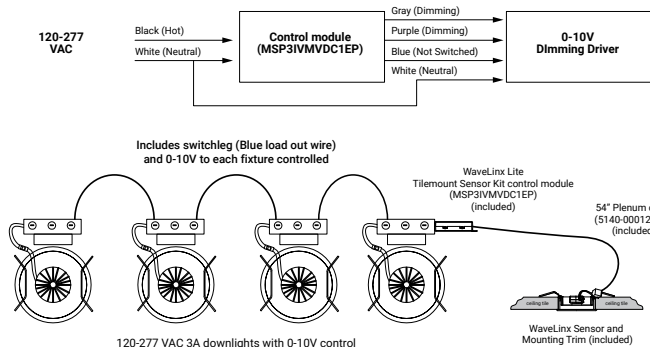 120-277
VAC
Black (Hot)
White (Neutral)
Control module
(MSP3IVMVDC1EP)
Gray (Dimming)
Purple (Dimming)
Blue (Not Switched)
White (Neutral)
0-10V
DImming Driver
Includes switchleg (Blue load out wire)
and 0-10V to each fixture controlled
WaveLinx Lite
Tilemount Sensor Kit control module
(MSP3IVMVDC1EP)
(included)
54" Plenum
(5140-00012
(included
ceiling tile
ceiling tile
WaveLinx Sensor and
Mounting Trim (included)
120-277 VAC 3A downlights with 0-10V control